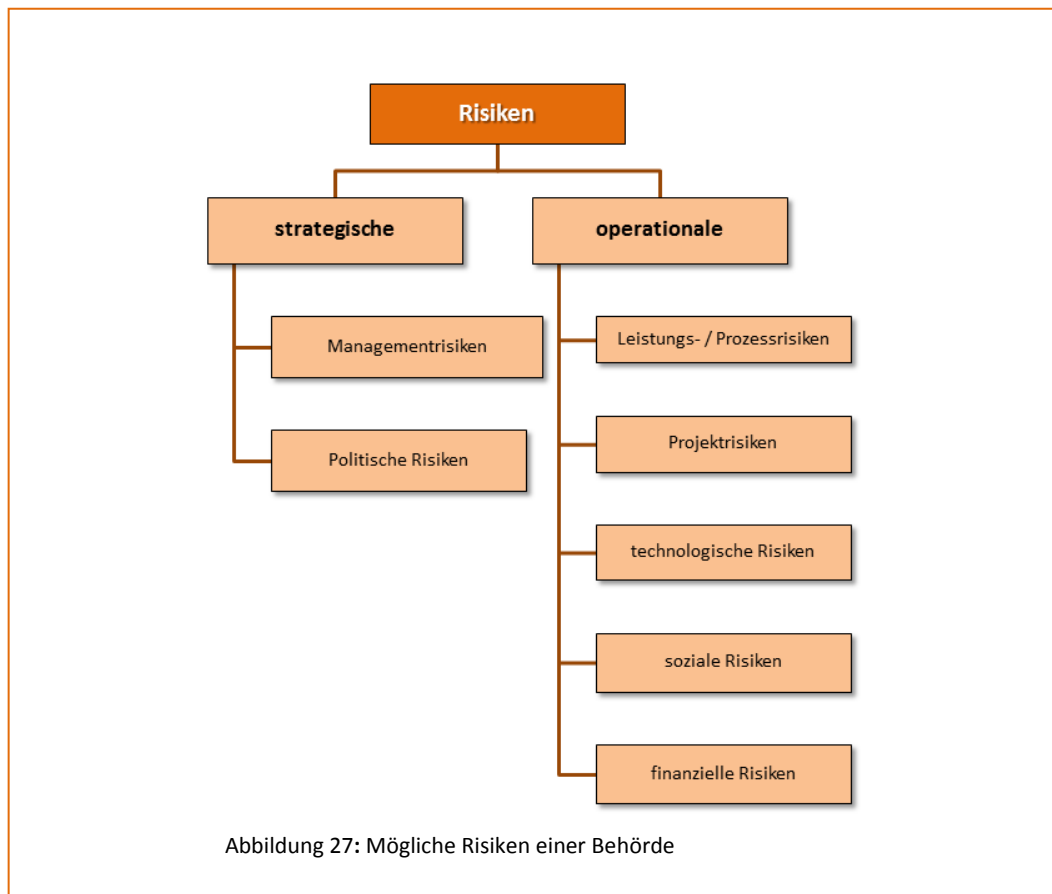 Risiken
strategische
operationale
Managementrisiken
Politische Risiken
Leistungs- / Prozessrisiken
Projektrisiken
technologische Risiken
soziale Risiken
finanzielle Risiken
Abbildung 27: Mögliche Risiken einer Behörde